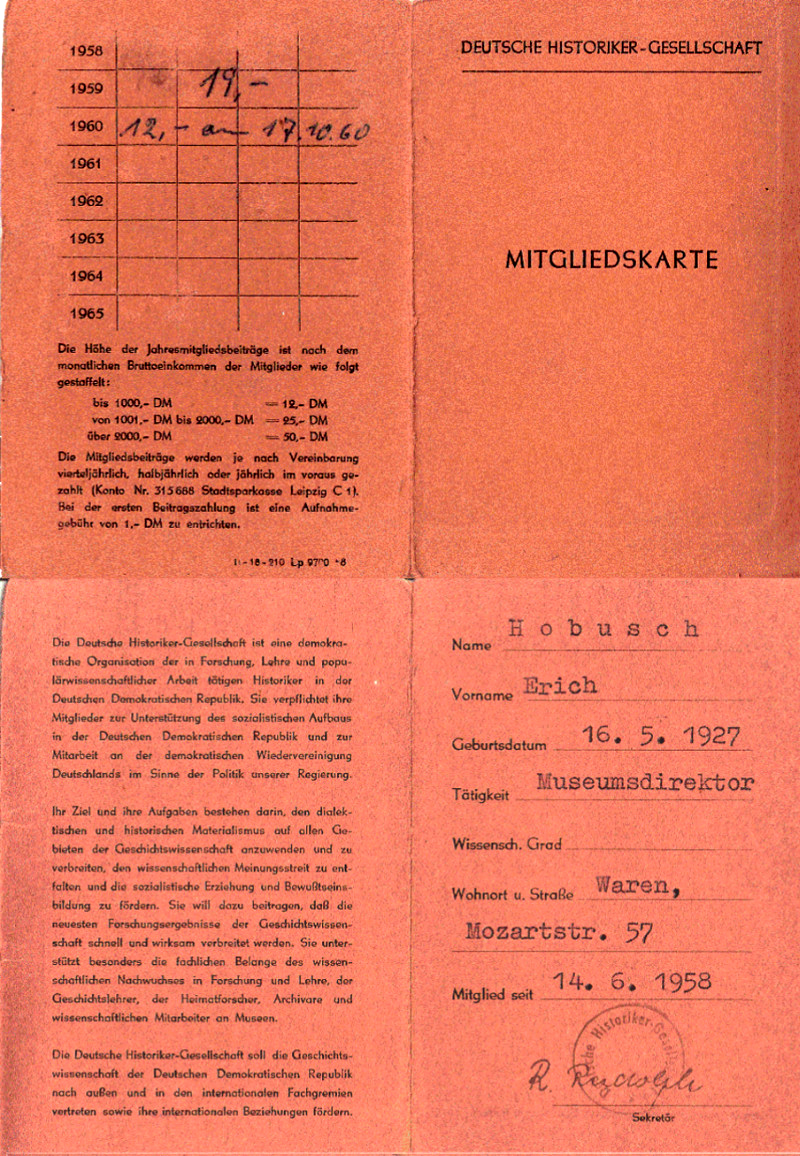 1958
1959 19,-
1960 12,- am 17.10.60
1961
1962
1963
1964
1965
Die Höhe der Jahresmitgliedsbeiträge ist nach dem
monatlichen Bruttoeinkommen der Mitglieder wie folgt
gestaffelt:
bis 1000,- DM = 12,- DM
von 1001,- DM bis 2000,- DM = 25,- DM
über 2000,- DM = 50,- DM
Die Mitgliedsbeiträge werden je nach Vereinbarung
vierteljährlich, halbjährlich oder jährlich im voraus ge-
zahlt (Konto Nr. 315688 Stadtsparkasse Leipzig C 1).
Bei der ersten Beitragszahlung ist eine Aufnahme-
gebühr von 1,- DM zu entrichten.
-18-210 Lp
DEUTSCHE HISTORIKER-GESELLSCHAFT
MITGLIEDSKARTE
Die Deutsche Historiker-Gesellschaft ist eine demokra-
tische Organisation der in Forschung, Lehre und popu-
lärwissenschaftlicher Arbeit tätigen Historiker in der
Deutschen Demokratischen Republik. Sie verpflichtet ihre
Mitglieder zur Unterstützung des sozialistischen Aufbaus
in der Deutschen Demokratischen Republik und zur
Mitarbeit an der demokratischen Wiedervereinigung
Deutschlands im Sinne der Politik unserer Regierung.
Ihr Ziel und ihre Aufgaben bestehen darin, den dialek-
tischen und historischen Materialismus auf allen Ge-
bieten der Geschichtswissenschaft anzuwenden und zu
verbreiten, den wissenschaftlichen Meinungsstreit zu ent-
falten und die sozialistische Erziehung und Bewußtseins-
bildung zu fördern. Sie will dazu beitragen, daß die
neuesten Forschungsergebnisse der Geschichtswissen-
schaft schnell und wirksam verbreitet werden. Sie unter-
stützt besonders die fachlichen Belange des wissen-
schaftlichen Nachwuchses in Forschung und Lehre, der
Geschichtslehrer, der Heimatforscher, Archivare und
wissenschaftlichen Mitarbeiter an Museen.
Die Deutsche Historiker-Gesellschaft soll die Geschichts-
wissenschaft der Deutschen Demokratischen Republik
nach außen und in den internationalen Fachgremien
vertreten sowie ihre internationalen Beziehungen fördern.
Name Hobusch
Vorname Erich
Geburtsdatum 16. 5. 1927
Tätigkeit Museumsdirektor
Wissensch. Grad
Wohnort u. Straße Waren,
Mozartstr. 57
Mitglied seit 14. 6. 1958
Historiker-Gesell
R.
Sekretär